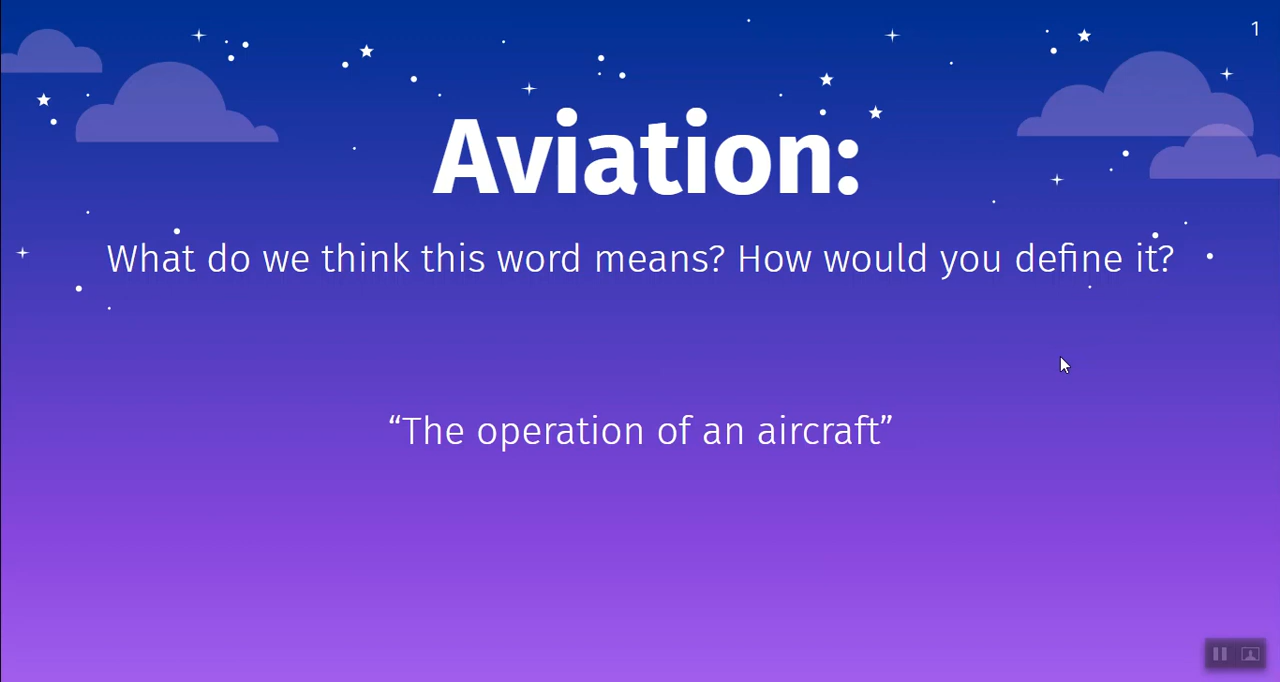 1
Aviation:
What do we think this word means? How would you define it?
“The operation of an aircraft”